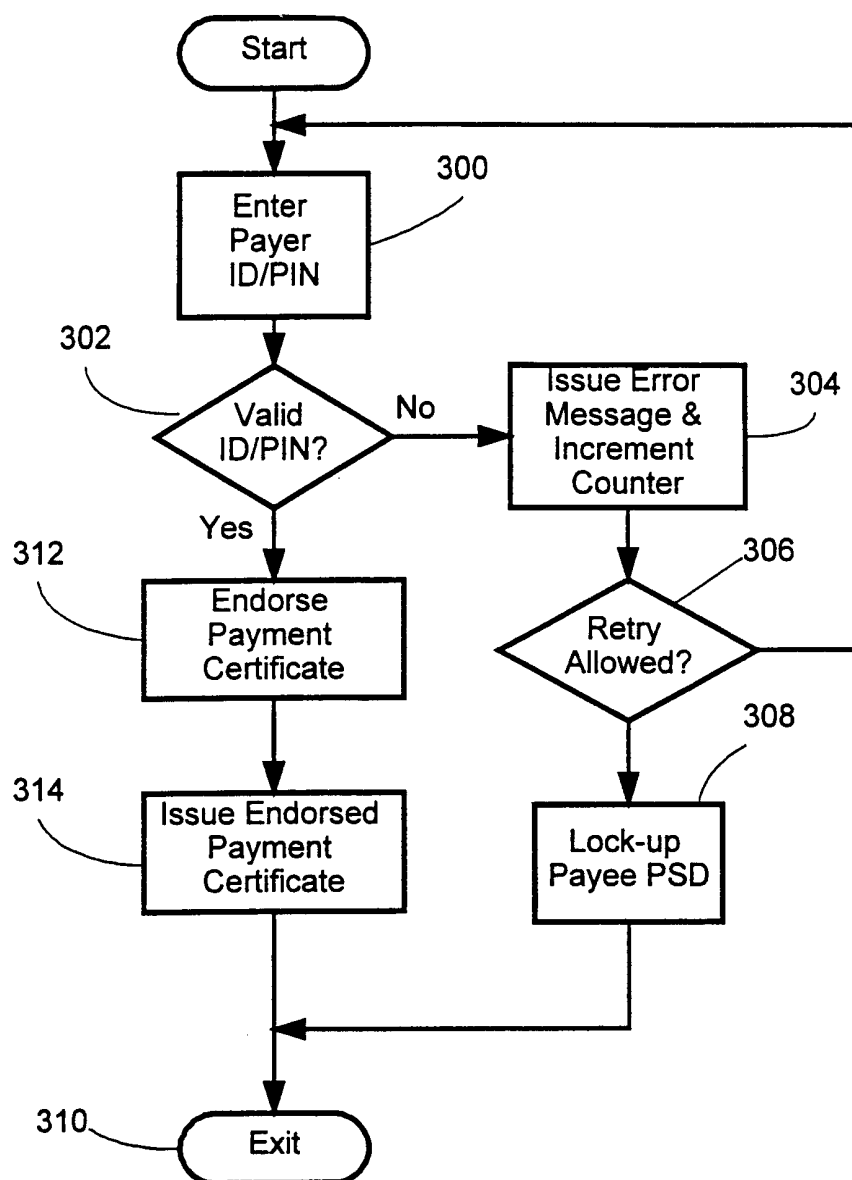 Start
300
Enter
Payer
ID/PIN
302
Valid
ID/PIN?
No
Yes
Issue Error
Message &
Increment
Counter
304
306
Retry
Allowed?
312
Endorse
Payment
Certificate
308
Lock-up
Payee PSD
314
Issue Endorsed
Payment
Certificate
310
Exit